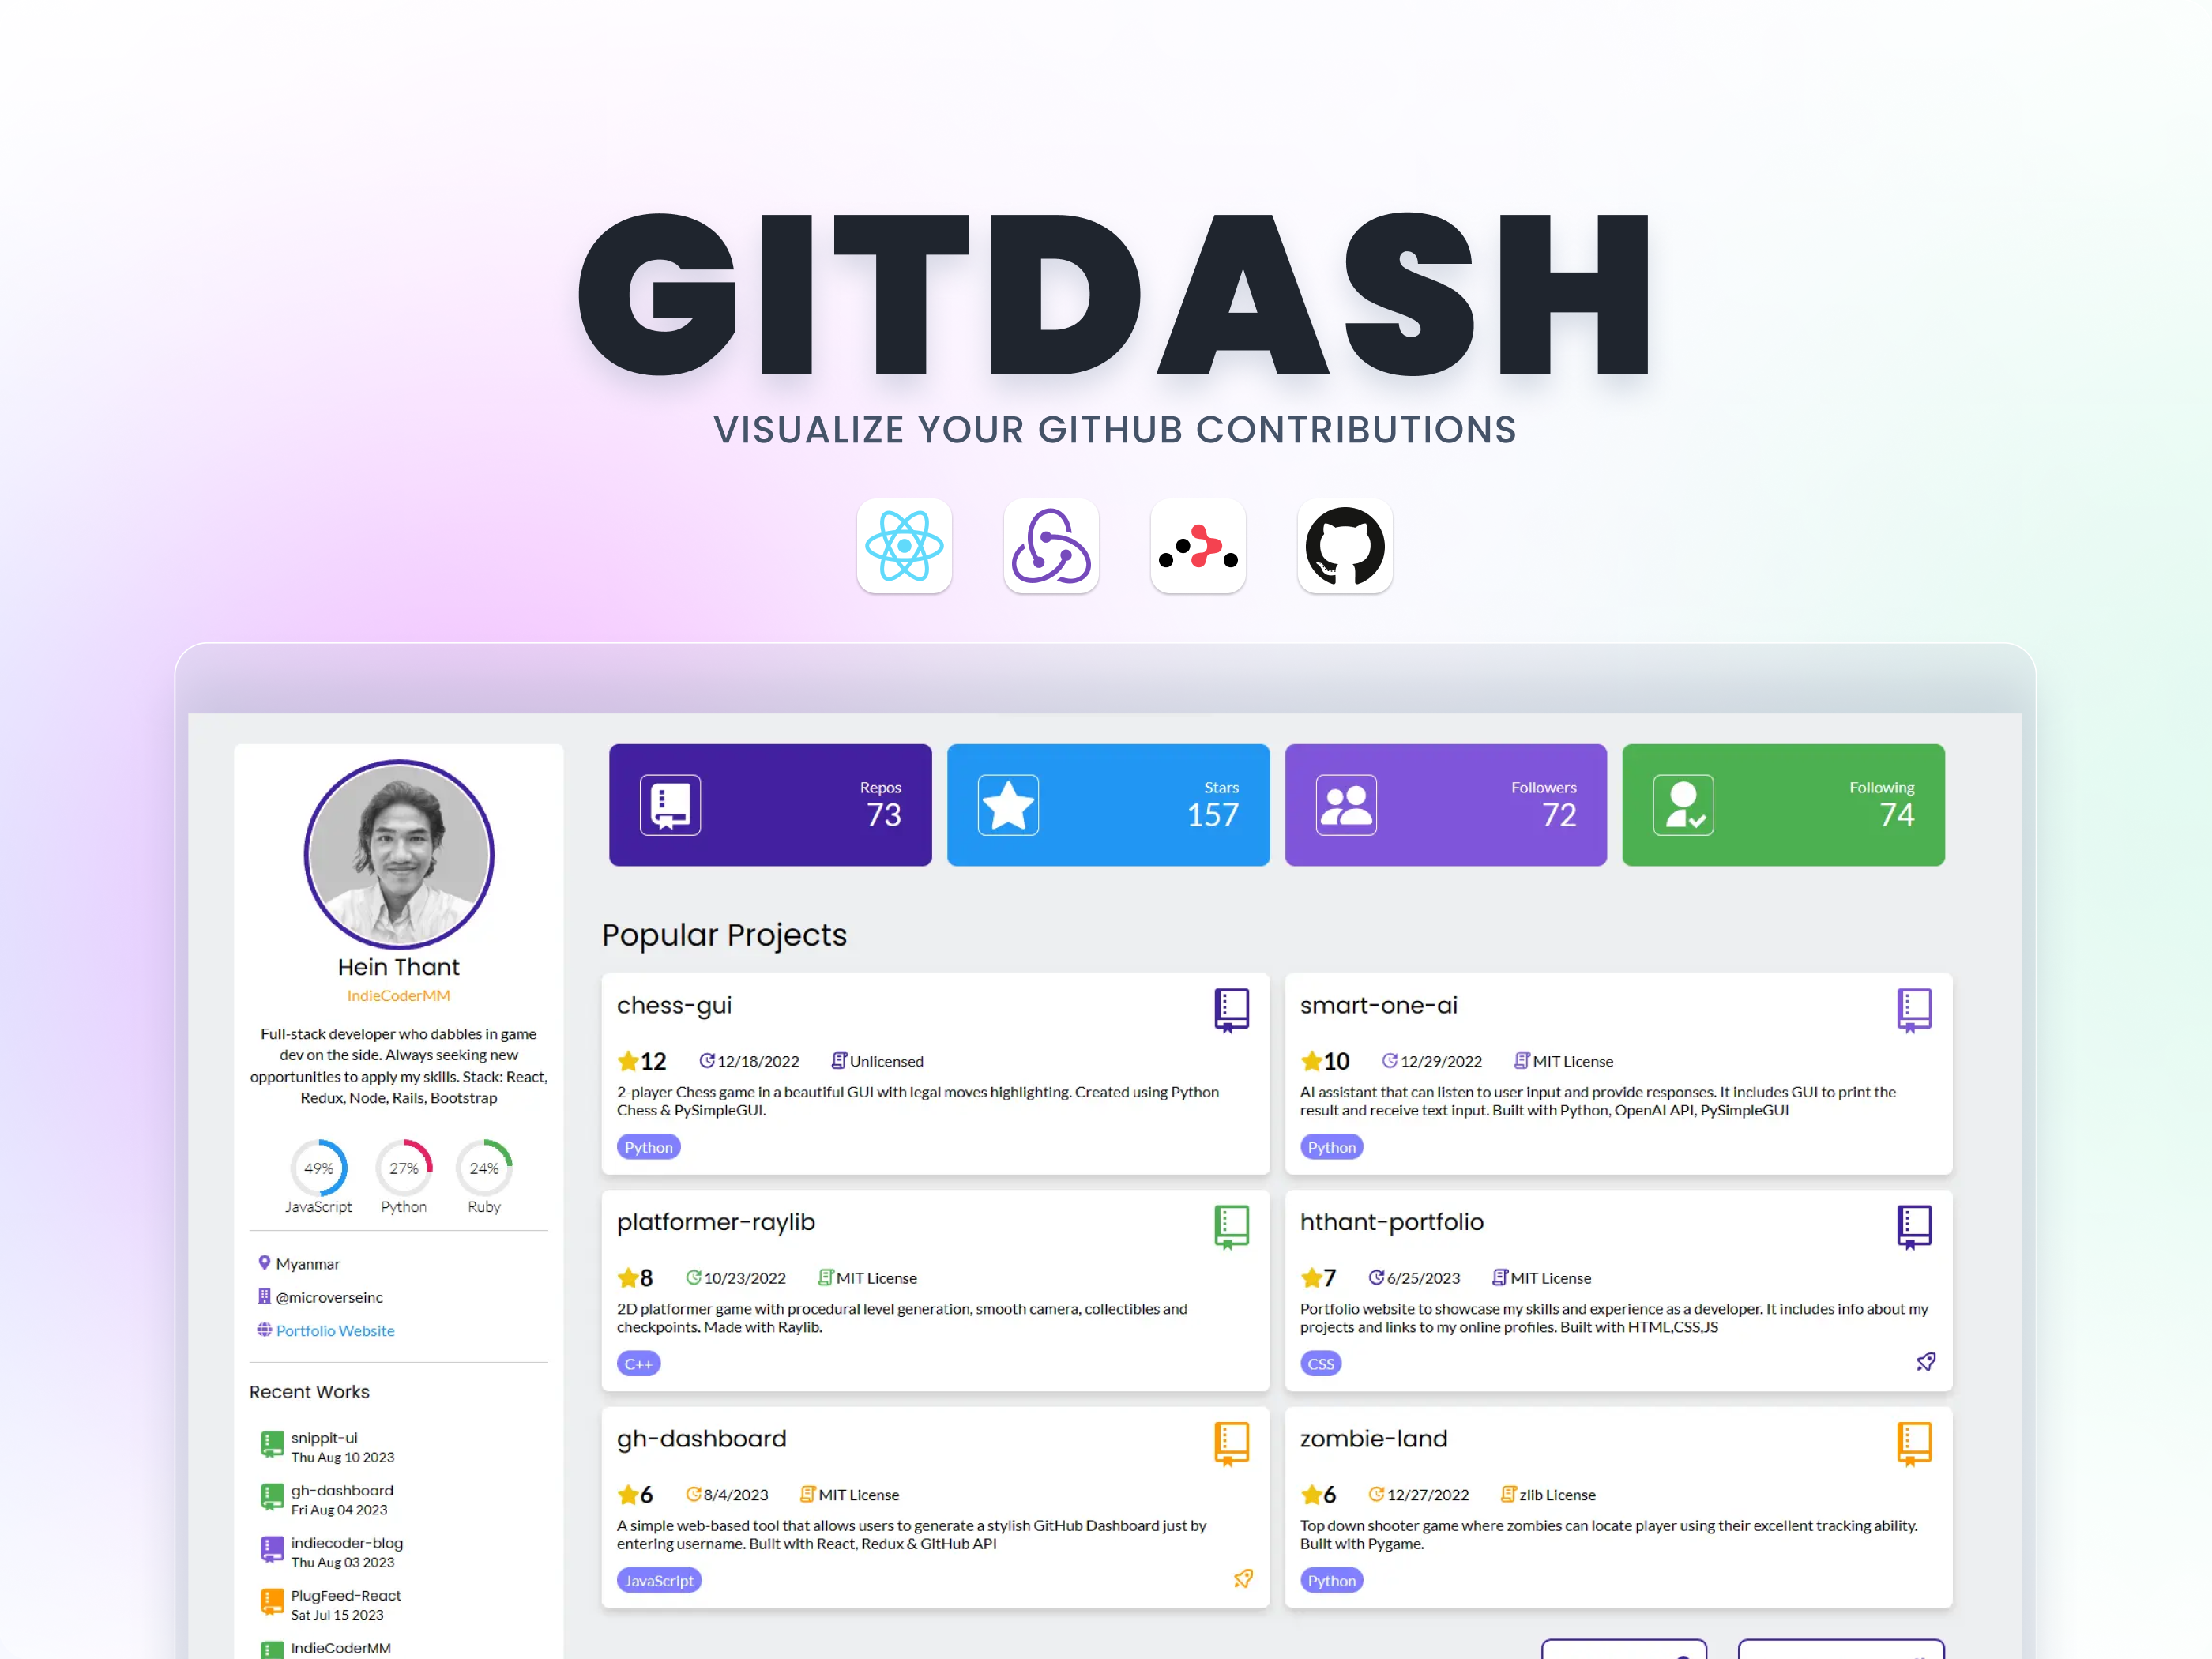 GITDASH
VISUALIZE YOUR GITHUB CONTRIBUTIONS
Hein Thant
IndieCoderMM
Full-stack developer who dabbles in game
dev on the side. Always seeking new
opportunities to apply my skills. Stack: React,
Redux, Node, Rails, Bootstrap
49%
27%
24%
JavaScript
Python
Ruby
Myanmar
@microverseinc
Portfolio Website
Recent Works
snippit-ui
Thu Aug 10 2023
gh-dashboard
Fri Aug 04 2023
indiecoder-blog
Thu Aug 03 2023
PlugFeed-React
Sat Jul 15 2023
IndieCoderMM
Repos
73
Stars
157
Followers
72
Following
74
Popular Projects
chess-gui
12 12/18/2022 Unlicensed
2-player Chess game in a beautiful GUI with legal moves highlighting. Created using Python
Chess & PySimpleGUI.
Python
smart-one-ai
10 12/29/2022 MIT License
AI assistant that can listen to user input and provide responses. It includes GUI to print the
result and receive text input. Built with Python, OpenAI API, PySimpleGUI
Python
platformer-raylib
8 10/23/2022 MIT License
2D platformer game with procedural level generation, smooth camera, collectibles and
checkpoints. Made with Raylib.
C++
hthant-portfolio
7 6/25/2023 MIT License
Portfolio website to showcase my skills and experience as a developer. It includes info about my
projects and links to my online profiles. Built with HTML,CSS,JS
CSS
gh-dashboard
6 8/4/2023 MIT License
A simple web-based tool that allows users to generate a stylish GitHub Dashboard just by
entering username. Built with React, Redux & GitHub API
JavaScript
zombie-land
6 12/27/2022 zlib License
Top down shooter game where zombies can locate player using their excellent tracking ability.
Built with Pygame.
Python